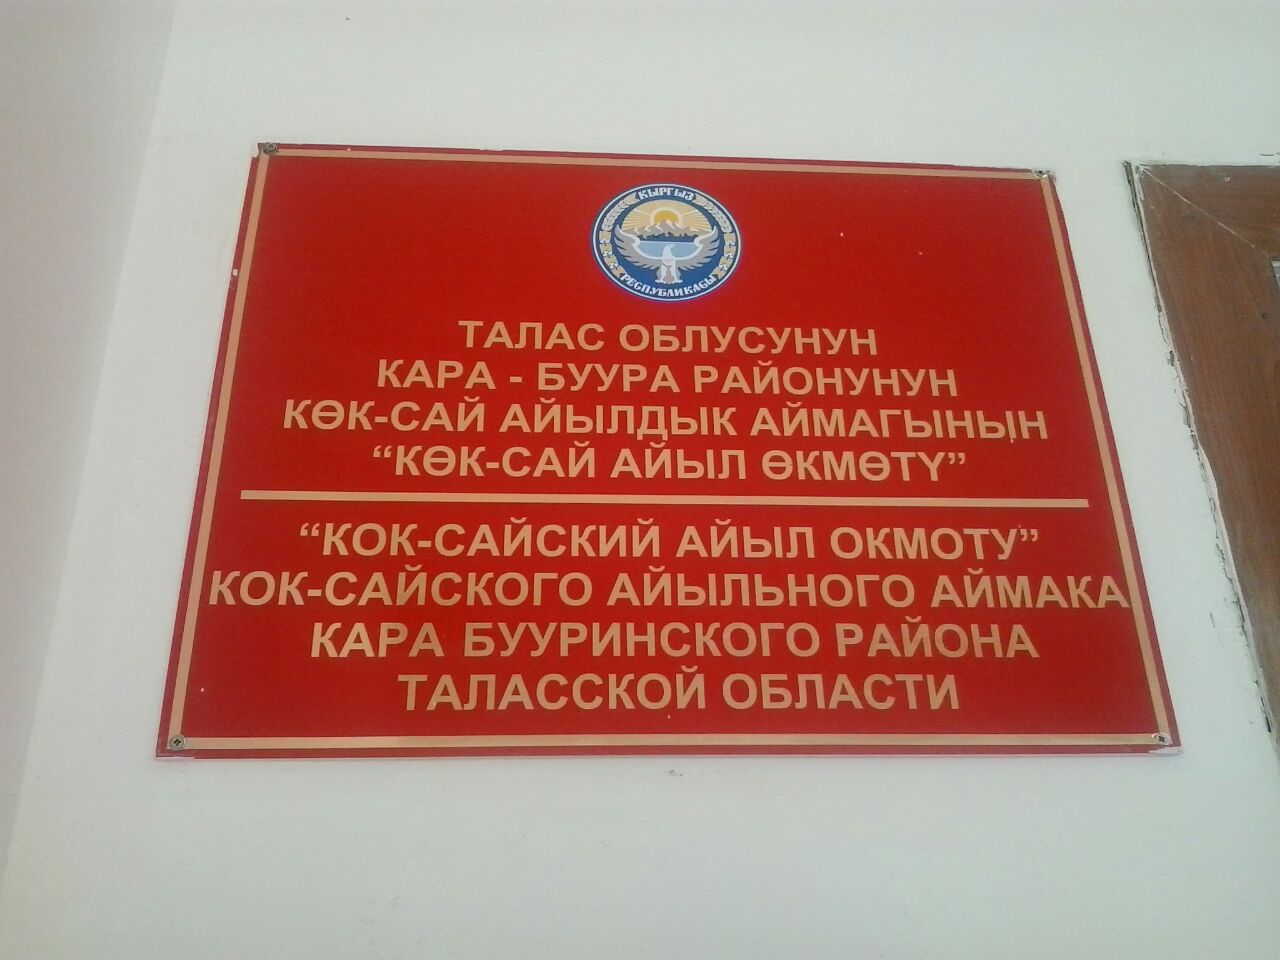 КЫРГЫЗ
РЕСПУБЛИКАСЫ
ТАЛАС ОБЛУСУНУН
КАРА - БУУРА РАЙОНУНУН
КӨК-САЙ АЙЫЛДЫК АЙМАГЫНЫН
“КӨК-САЙ АЙЫЛ ӨКМӨТҮ”
“КОК-САЙСКИЙ АЙЫЛ ОКМОТУ”
КОК-САЙСКОГО АЙЫЛЬНОГО АЙМАКА
КАРА БУУРИНСКОГО РАЙОНА
ТАЛАССКОЙ ОБЛАСТИ